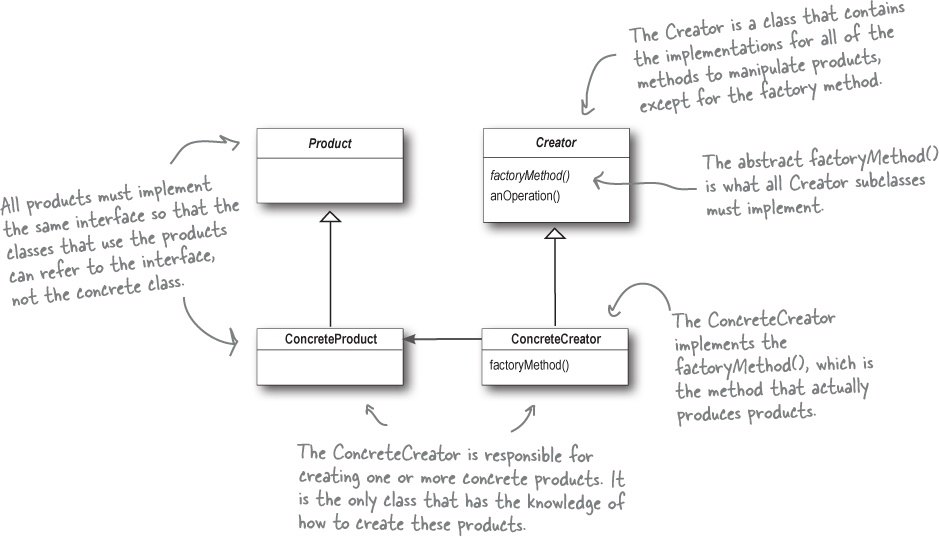 The Creator is a class that contains
the implementations for all of the
methods to manipulate products,
except for the factory method.
Product
Creator
factoryMethod()
anOperation()
The abstract factoryMethod()
is what all Creator subclasses
must implement.
All products must implement
the same interface so that the
classes that use the products
can refer to the interface,
not the concrete class.
ConcreteProduct
ConcreteCreator
factoryMethod()
The ConcreteCreator
implements the
factoryMethod(), which is
the method that actually
produces products.
The ConcreteCreator is responsible for
creating one or more concrete products. It
is the only class that has the knowledge of
how to create these products.